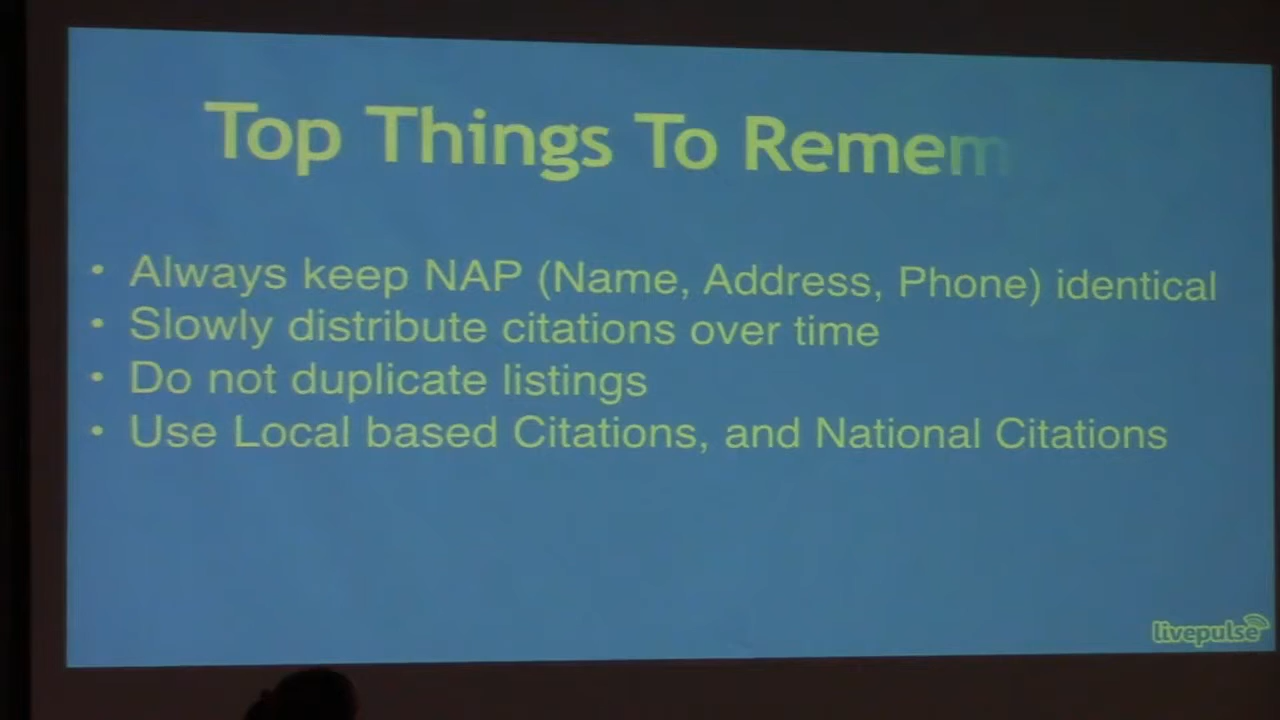 Top Things To Remem
• Always keep NAP (Name, Address, Phone) identical
• Slowly distribute citations over time
• Do not duplicate listings
• Use Local based Citations, and National Citations
livepulse